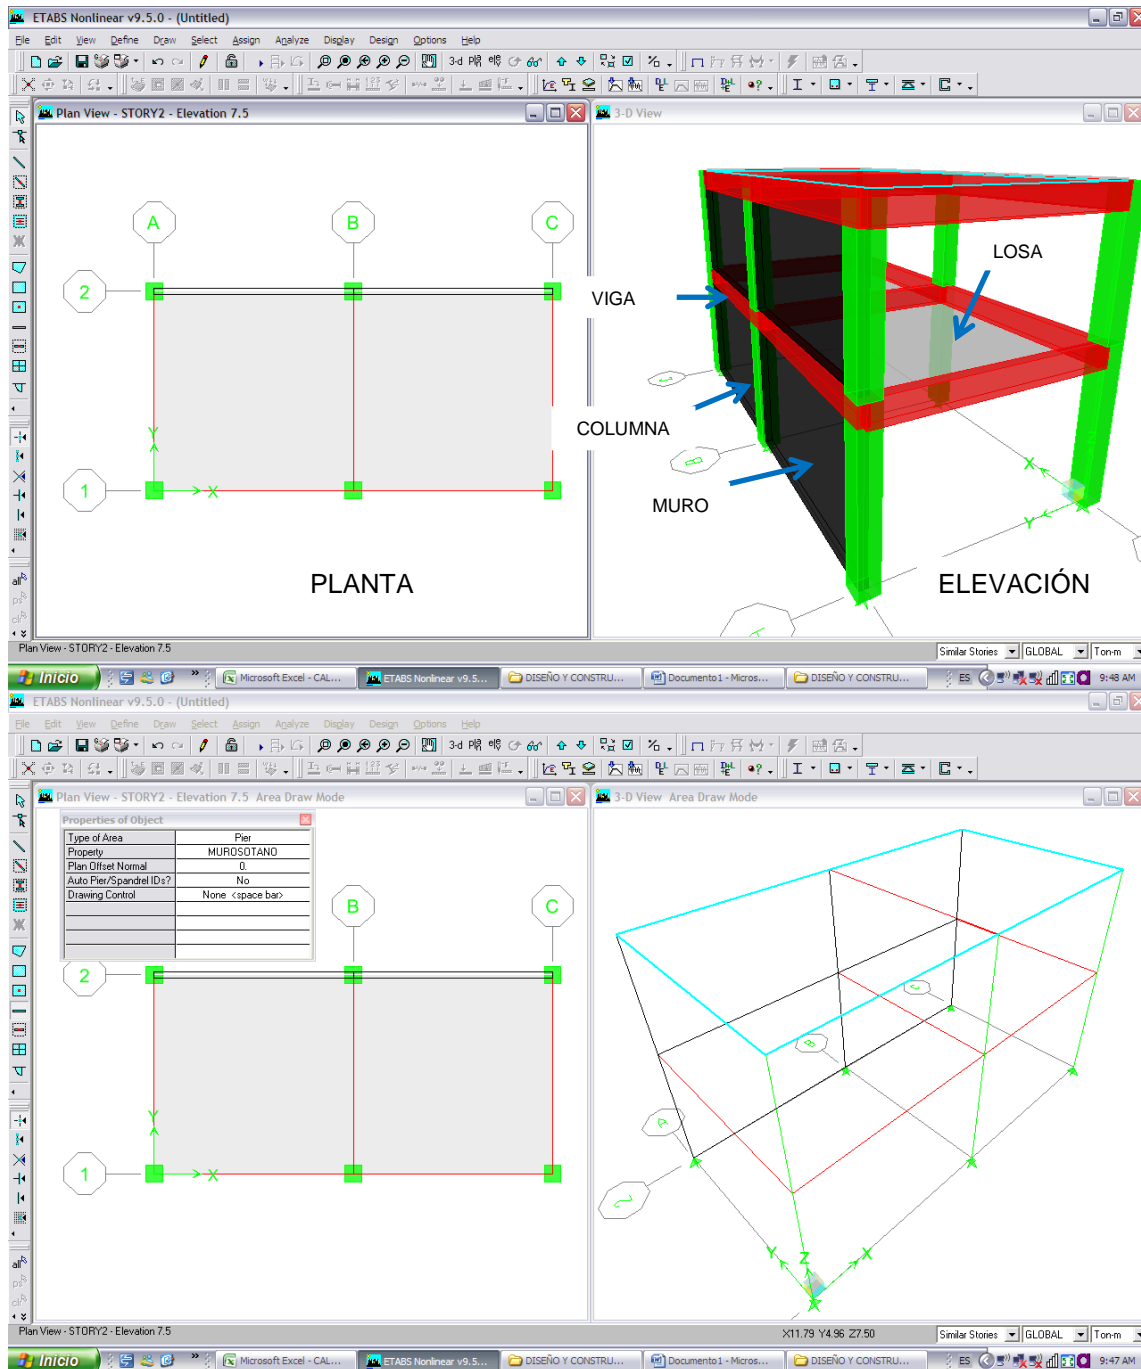 ETABS Nonlinear v9.5.0 - (Untitled)
File Edit View Define Draw Select Assign Analyze Display Design Options Help
3-d
Plan View - STORY2 - Elevation 7.5
3-D View
A B C
2
1
Y
X
PLANTA
VIGA
COLUMNA
MURO
LOSA
B
X
Y
ELEVACIÓN
Plan View - STORY2 - Elevation 7.5
Similar Stories GLOBAL Ton-m
Inicio Microsoft Excel - CAL... ETABS Nonlinear v9.5... DISEÑO Y CONSTRU... Documento1 - Micros... DISEÑO Y CONSTRU... ES 9:48 AM
ETABS Nonlinear v9.5.0 - (Untitled)
File Edit View Define Draw Select Assign Analyze Display Design Options Help
3-d
Plan View - STORY2 - Elevation 7.5 Area Draw Mode
3-D View Area Draw Mode
Properties of Object
Type of Area Pier
Property MUROSOTANO
Plan Offset Normal 0.
Auto Pier/Spandrel IDs? No
Drawing Control None <space bar>
B C
2
1
Y
X
C
B
A
2
Y Z X
Plan View - STORY2 - Elevation 7.5
X11.79 Y4.96 Z7.50
Similar Stories GLOBAL Ton-m
Inicio Microsoft Excel - CAL... ETABS Nonlinear v9.5... DISEÑO Y CONSTRU... Documento1 - Micros... DISEÑO Y CONSTRU... ES 9:47 AM